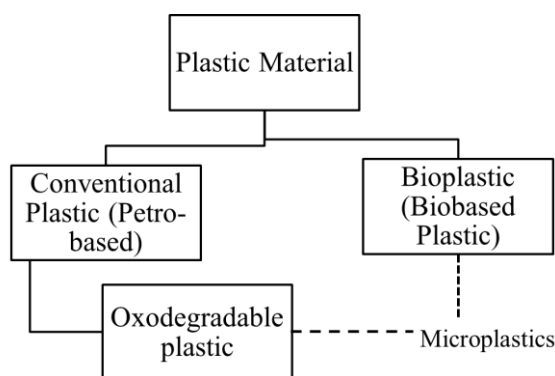 Plastic Material
Conventional
Plastic (Petro-
based)
Bioplastic
(Biobased
Plastic)
Oxodegradable
plastic
Microplastics